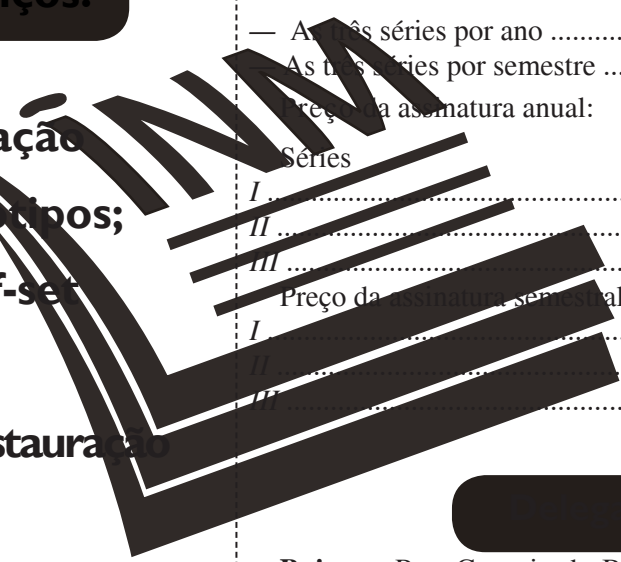 ação
tipos;
f-set
stauração
INM
— As três séries por ano ..........
— As três séries por semestre ...
Preço da assinatura anual:
Séries
I ..........
II ..........
III ..........
Preço da assinatura semestral
I ..........
II ..........
III ..........